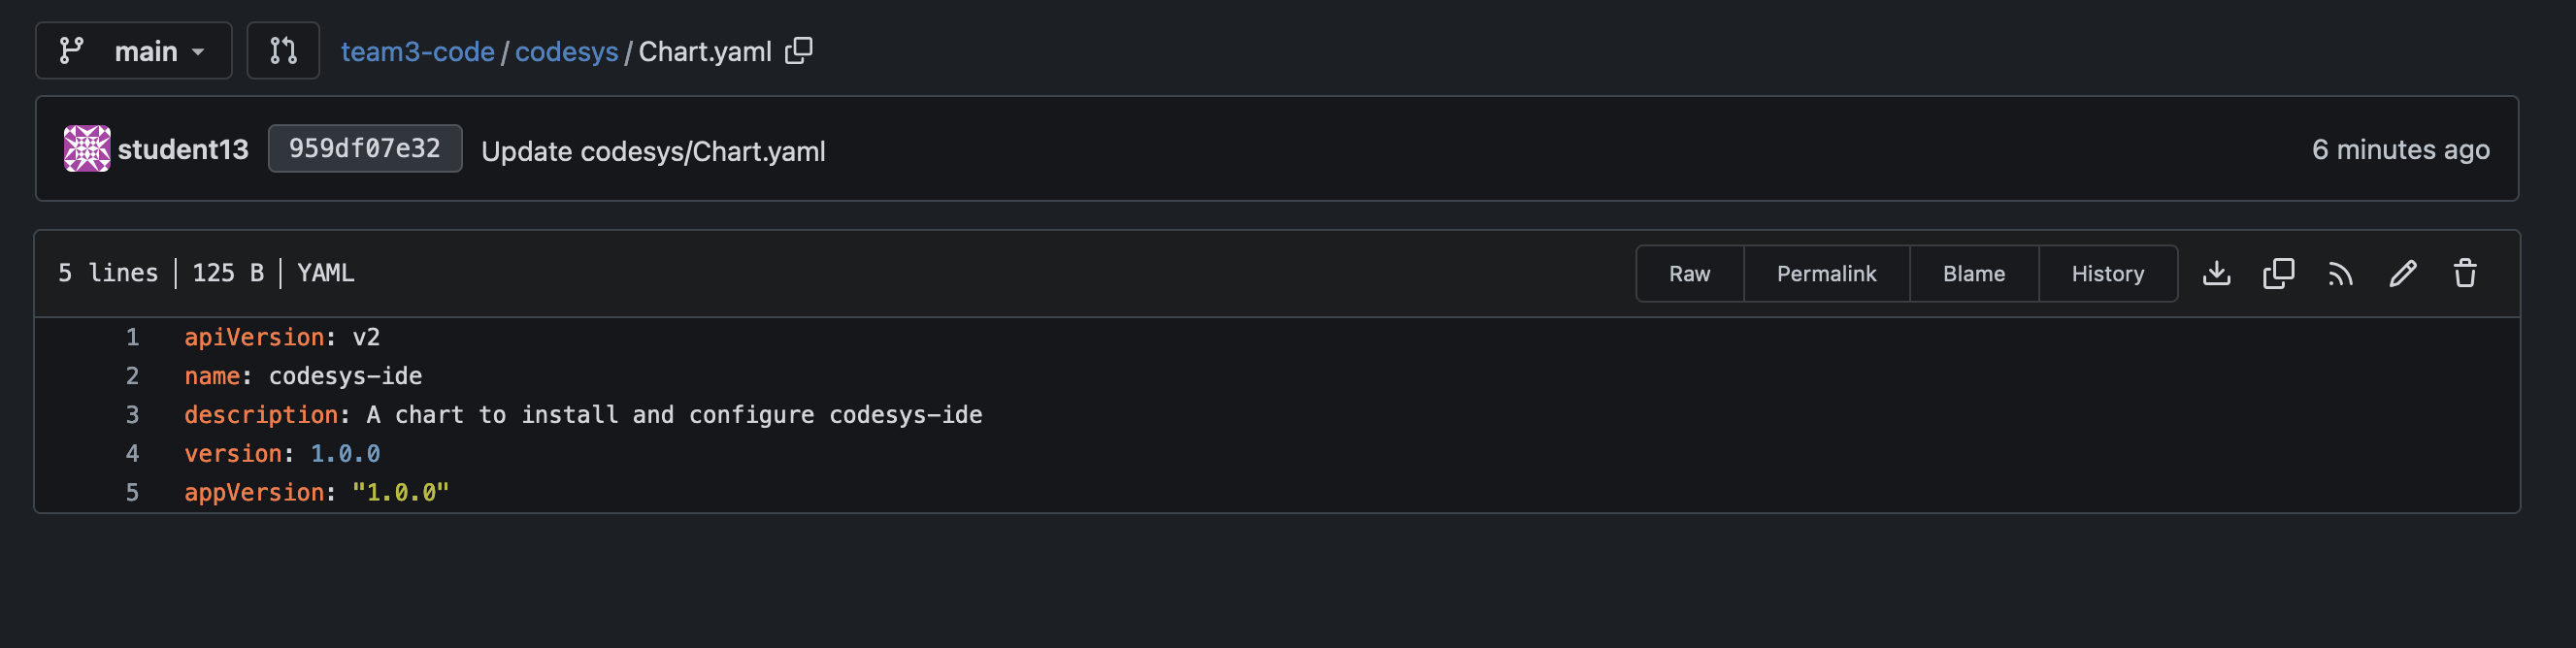 main
team3-code/codesys/Chart.yaml
student13 959df07e32 Update codesys/Chart.yaml 6 minutes ago
5 lines | 125 B | YAML Raw Permalink Blame History
1 apiVersion: v2
2 name: codesys-ide
3 description: A chart to install and configure codesys-ide
4 version: 1.0.0
5 appVersion: "1.0.0"